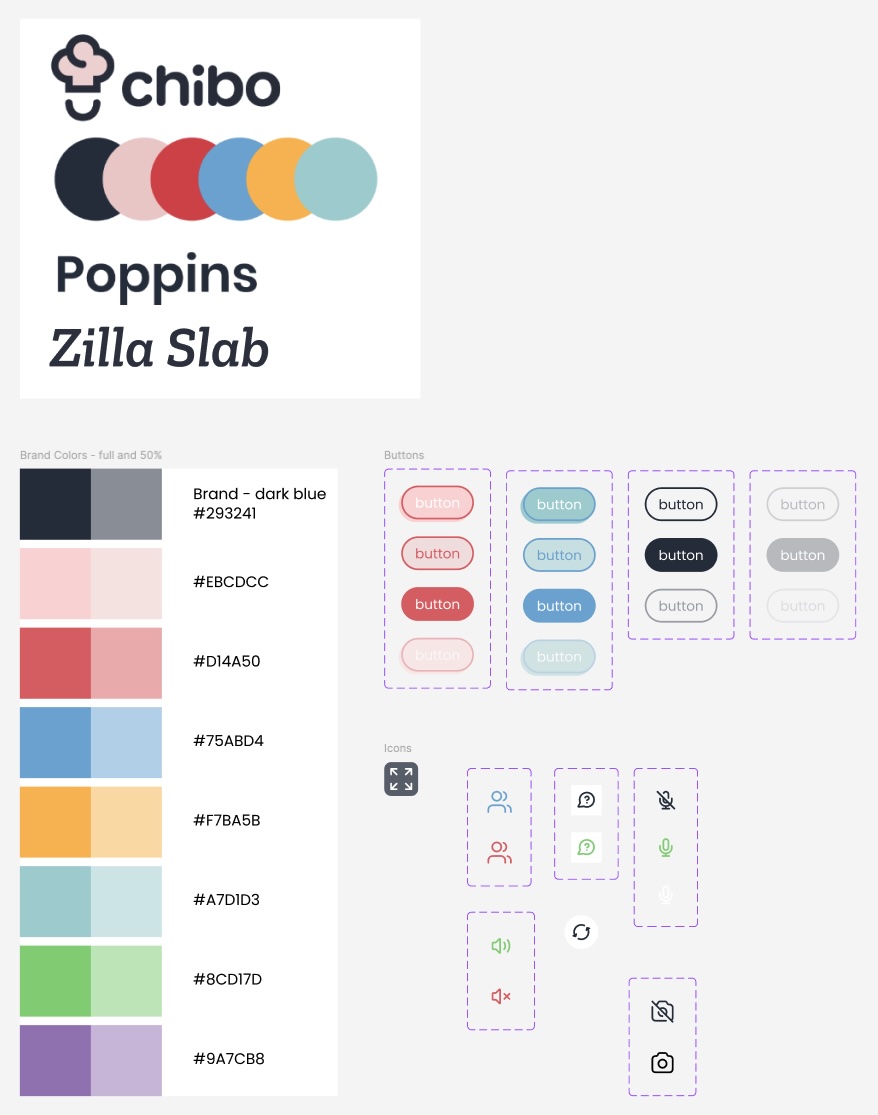 chibo
Poppins
Zilla Slab
Brand Colors - full and 50%
Brand - dark blue
#293241
#EBCDCC
#D14A50
#75ABD4
#F7BA5B
#A7D1D3
#8CD17D
#9A7CB8
Buttons
button
button
button
button
button
button
button
button
button
button
button
button
button
button
Icons